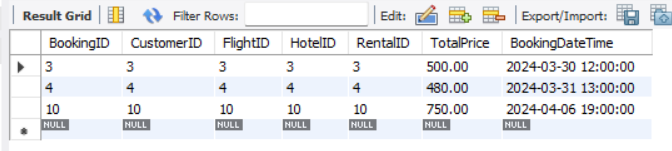 Result Grid Filter Rows: Edit: Export/Import:
BookingID CustomerID FlightID HotelID RentalID TotalPrice BookingDateTime
3 3 3 3 3 500.00 2024-03-30 12:00:00
4 4 4 4 4 480.00 2024-03-31 13:00:00
10 10 10 10 10 750.00 2024-04-06 19:00:00
NULL NULL NULL NULL NULL NULL NULL